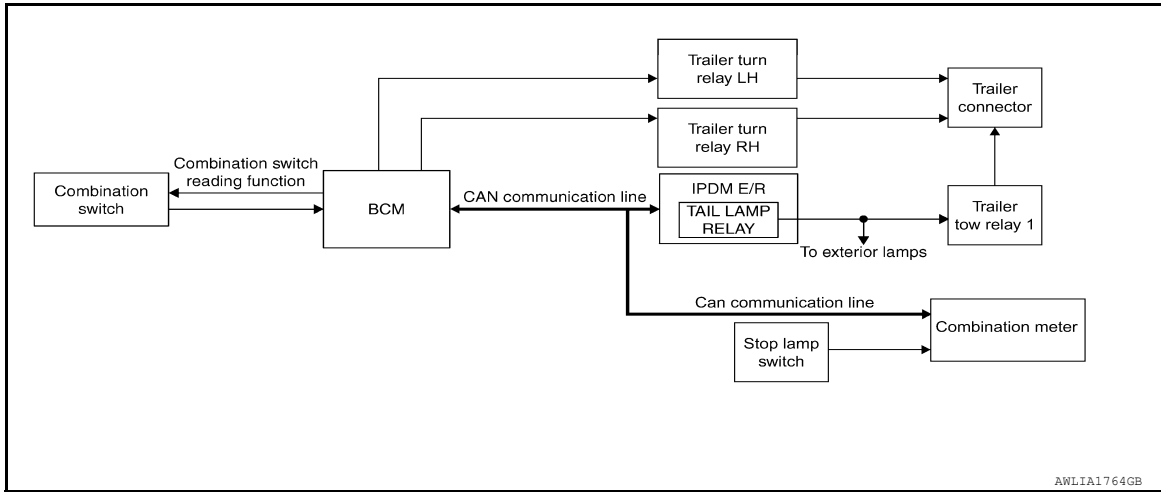 Trailer turn
relay LH
Trailer
connector
Trailer turn
relay RH
Combination switch
reading function
Combination
switch
BCM
CAN communication line
IPDM E/R
TAIL LAMP
RELAY
Trailer
tow relay 1
To exterior lamps
Can communication line
Combination meter
Stop lamp
switch
AWLIA1764GB